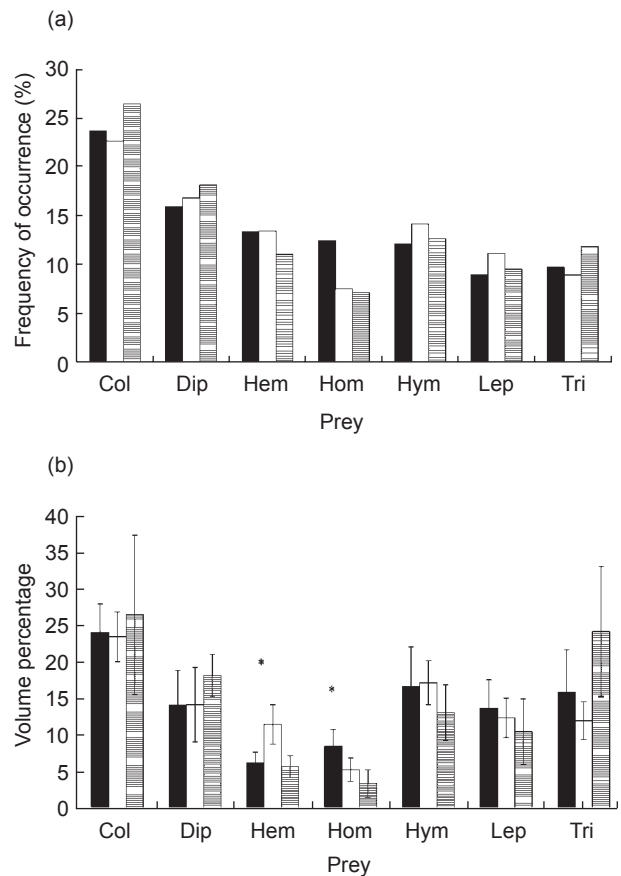 (a)
Frequency of occurrence (%)
30
25
20
15
10
5
0
Col Dip Hem Hom Hym Lep Tri
Prey
(b)
Volume percentage
40
35
30
25
20
15
10
5
0
* *
Col Dip Hem Hom Hym Lep Tri
Prey